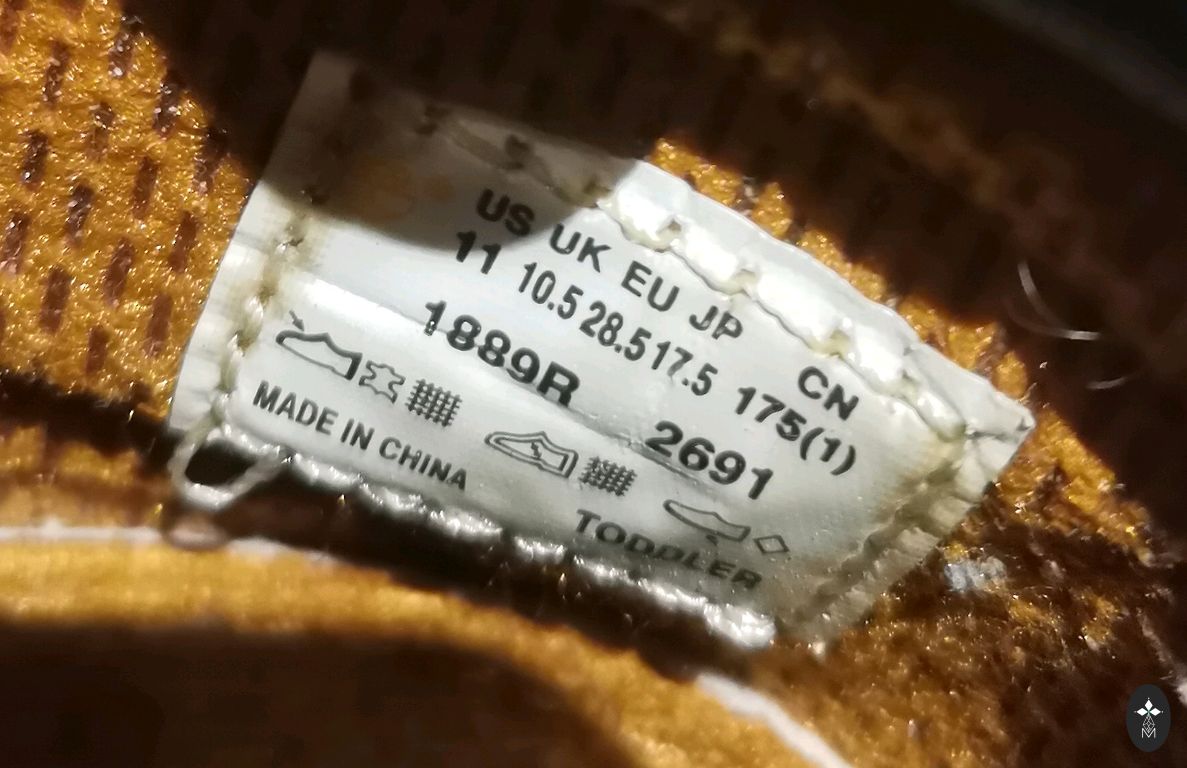 US UK EU JP CN
11 10.5 28.5 17.5 175(1)
1889R 2691
MADE IN CHINA TODDLER
M